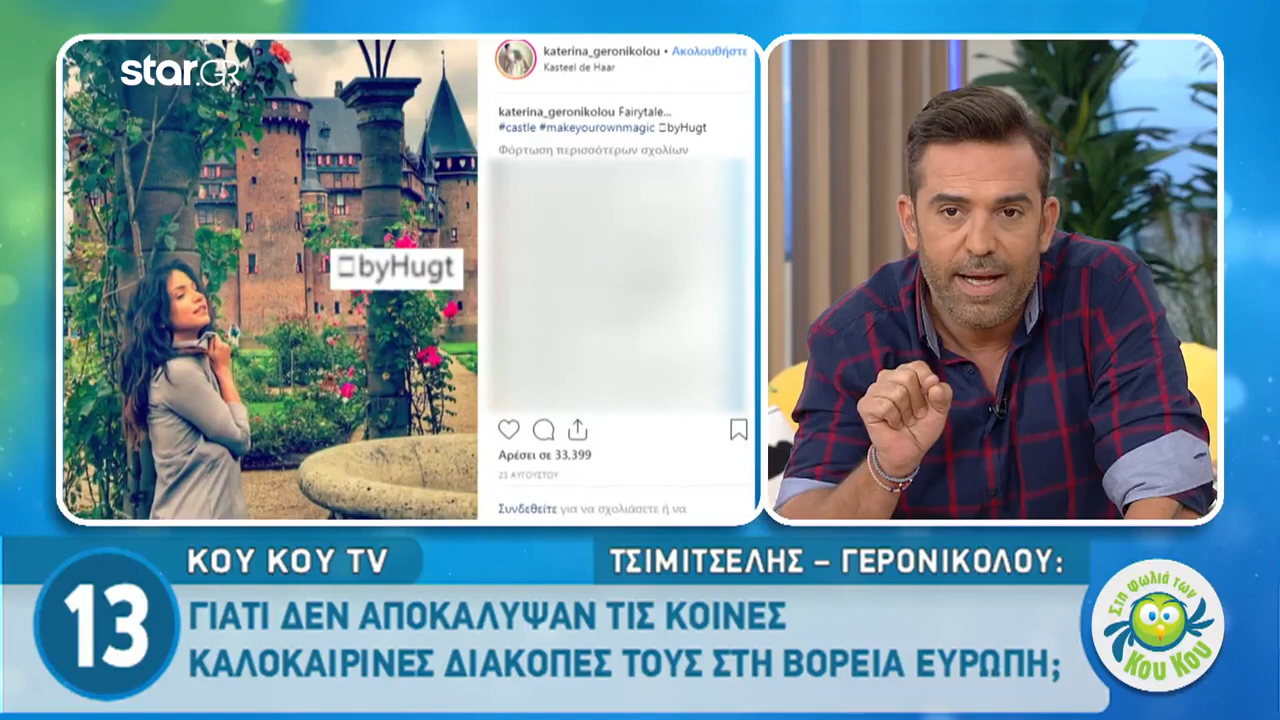 star.GR
katerina_geronikolou • Ακολουθήστε
Kasteel de Haar
katerina_geronikolou Fairytale...
#castle #makeyourownmagic □byHugt
Φόρτωση περισσότερων σχολίων
□byHugt
Αρέσει σε 33,399
23 ΑΥΓΟΥΣΤΟΥ
Συνδεθείτε για να σχολιάσετε ή να
ΚΟΥ ΚΟΥ TV
ΤΣΙΜΙΤΣΕΛΗΣ – ΓΕΡΟΝΙΚΟΛΟΥ:
13
ΓΙΑΤΙ ΔΕΝ ΑΠΟΚΑΛΥΨΑΝ ΤΙΣ ΚΟΙΝΕΣ
ΚΑΛΟΚΑΙΡΙΝΕΣ ΔΙΑΚΟΠΕΣ ΤΟΥΣ ΣΤΗ ΒΟΡΕΙΑ ΕΥΡΩΠΗ;
Στη φωλιά των
Κου Κου